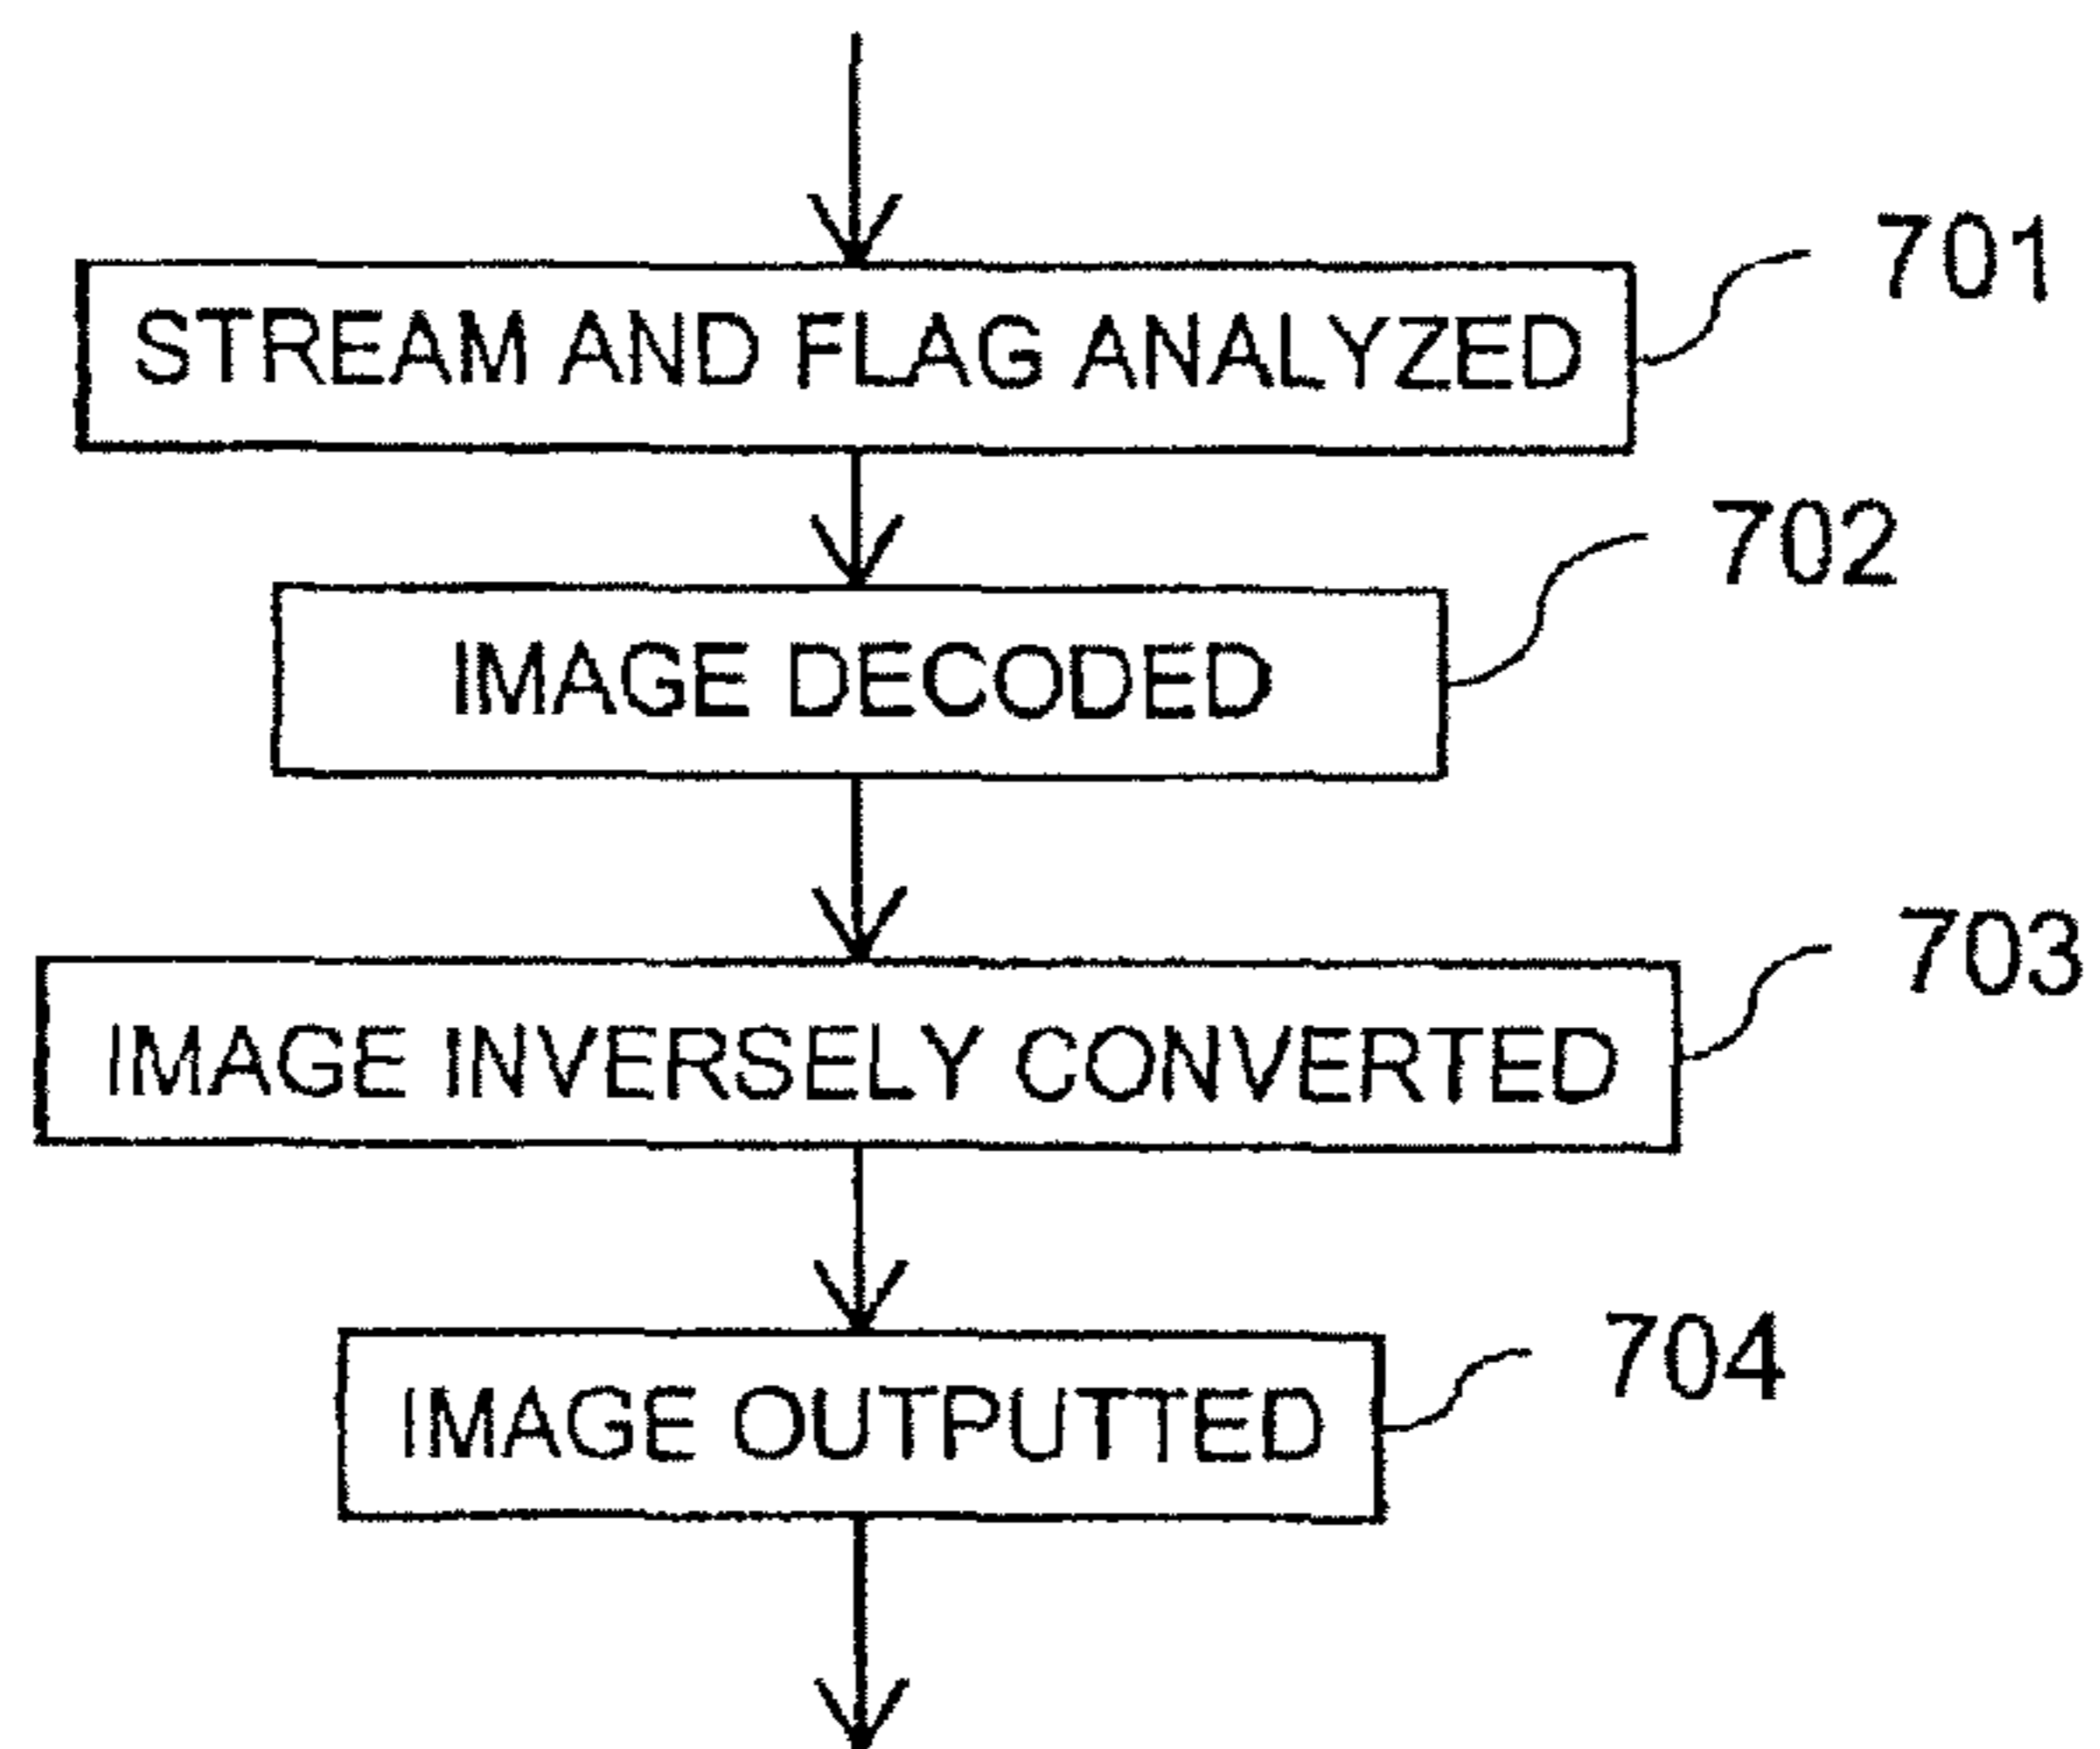 701
STREAM AND FLAG ANALYZED
702
IMAGE DECODED
703
IMAGE INVERSELY CONVERTED
704
IMAGE OUTPUTTED